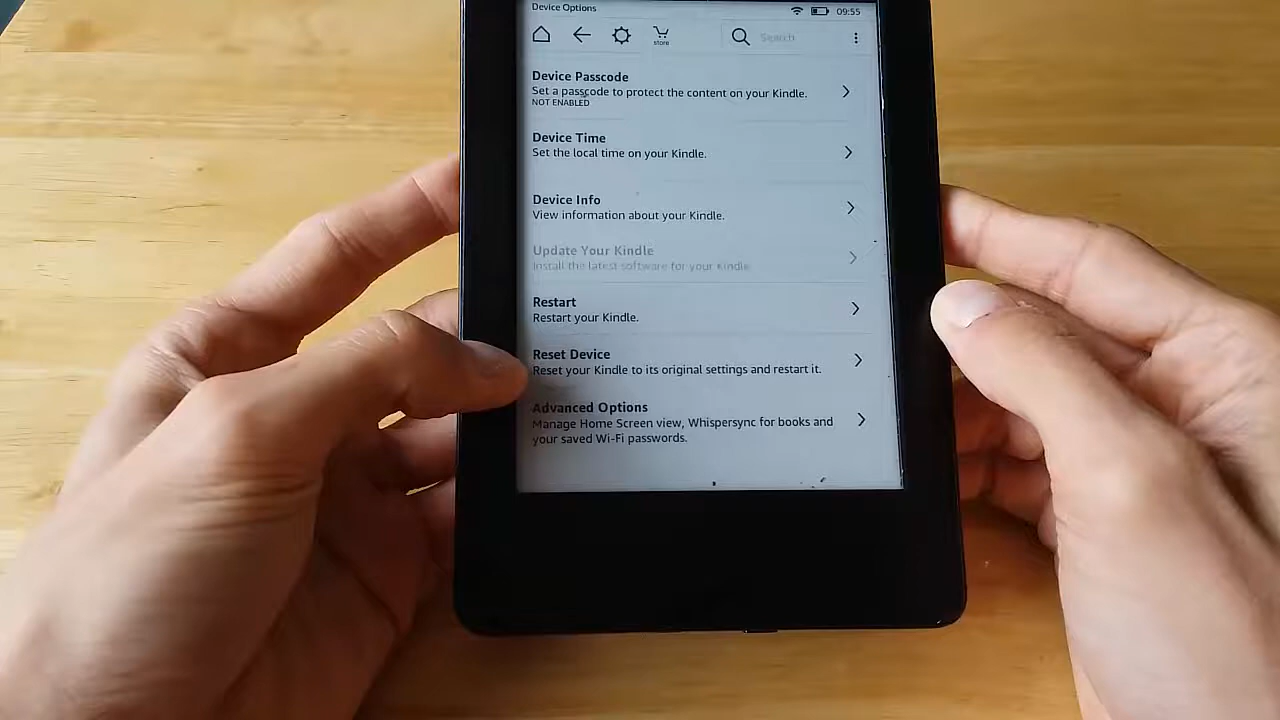 Device Options
09:55
store
Search
Device Passcode
Set a passcode to protect the content on your Kindle.
NOT ENABLED
Device Time
Set the local time on your Kindle.
Device Info
View information about your Kindle.
Update Your Kindle
Install the latest software for your Kindle
Restart
Restart your Kindle.
Reset Device
Reset your Kindle to its original settings and restart it.
Advanced Options
Manage Home Screen view, Whispersync for books and
your saved Wi-Fi passwords.